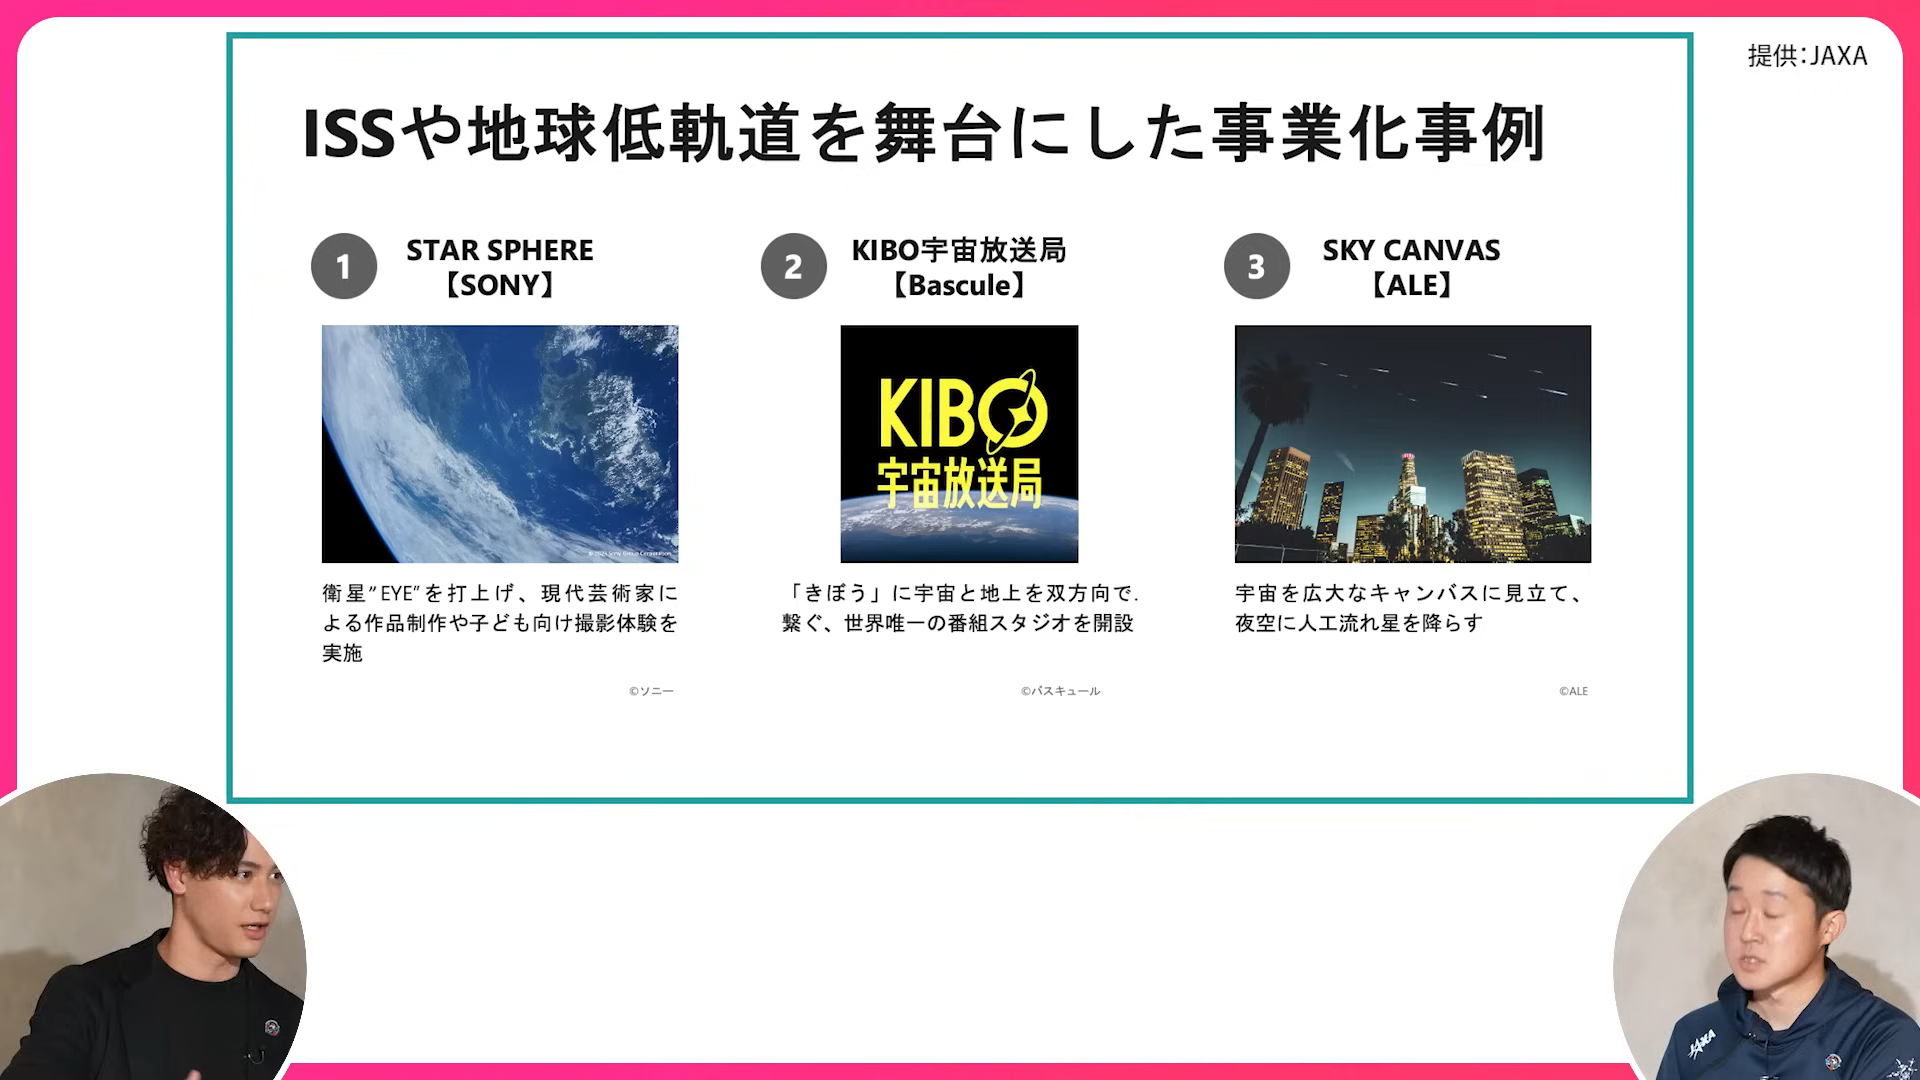 提供:JAXA
ISSや地球低軌道を舞台にした事業化事例
1
STAR SPHERE
【SONY】
衛星”EYE”を打上げ、現代芸術家に
よる作品制作や子ども向け撮影体験を
実施
©ソニー
2
KIBO宇宙放送局
【Bascule】
KIBO
宇宙放送局
「きぼう」に宇宙と地上を双方向で.
繋ぐ、世界唯一の番組スタジオを開設
©バスキュール
3
SKY CANVAS
【ALE】
宇宙を広大なキャンバスに見立て、
夜空に人工流れ星を降らす
©ALE
JAXA